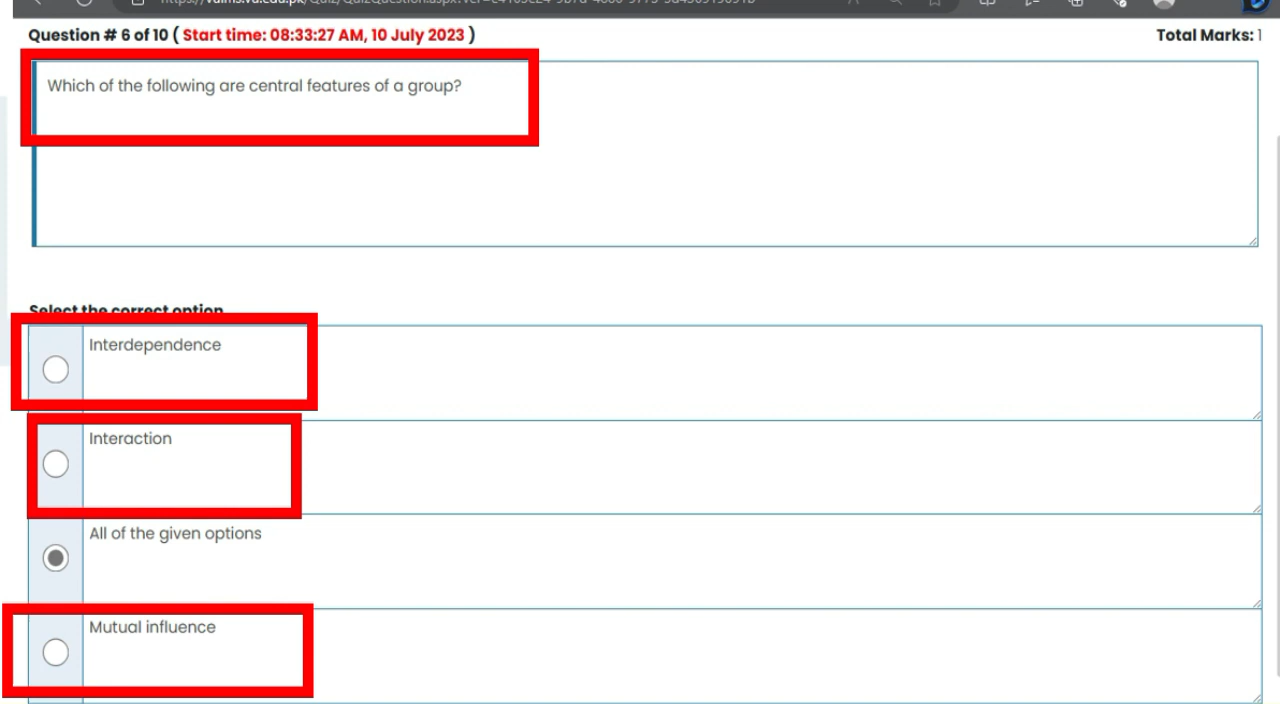 Question # 6 of 10 ( Start time: 08:33:27 AM, 10 July 2023 )
Total Marks: 1
Which of the following are central features of a group?
Select the correct option
Interdependence
Interaction
All of the given options
Mutual influence